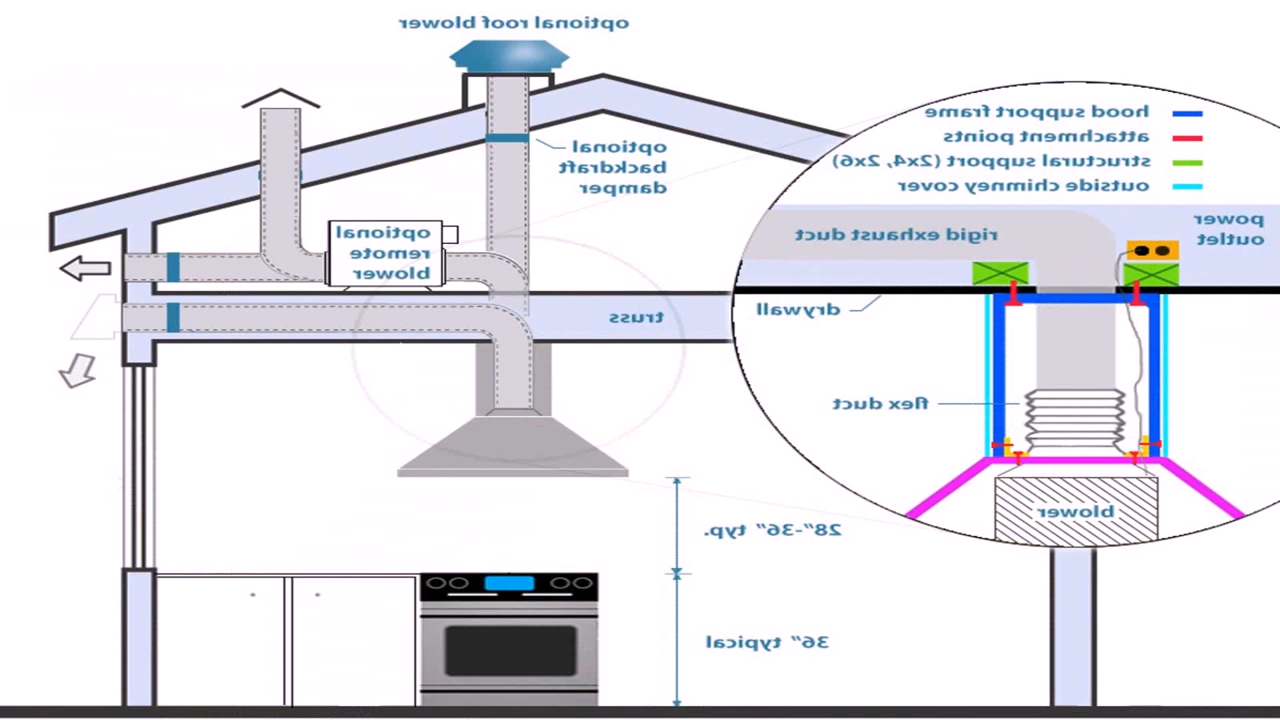 optional roof blower
hood support frame
attachment points
structural support (2x4, 2x6)
outside chimney cover
optional
backdraft
damper
power
outlet
optional
remote
blower
rigid exhaust duct
truss
drywall
flex duct
blower
28"-36" typ.
36" typical